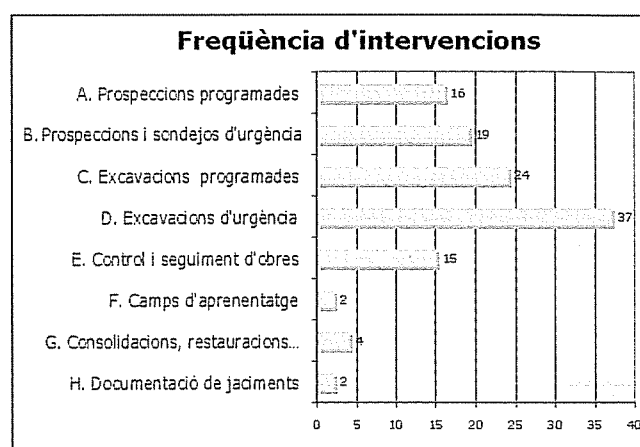 Freqüència d'intervencions
A. Prospeccions programades 16
B. Prospeccions i sondejos d'urgència 19
C. Excavacions programades 24
D. Excavacions d'urgència 37
E. Control i seguiment d'obres 15
F. Camps d'aprenentatge 2
G. Consolidacions, restauracions... 4
H. Documentació de jaciments 2
0 5 10 15 20 25 30 35 40